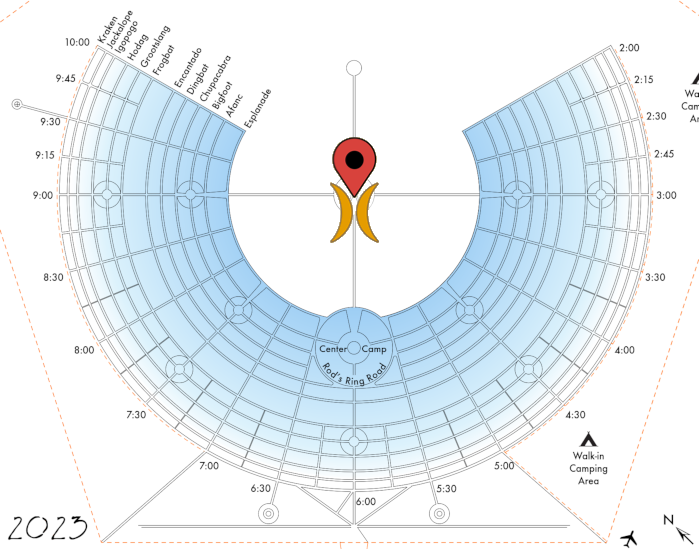 Kraken
Jackalope
Igopogo
Hodag
Grootslang
Frogbat
Encantado
Dingbat
Chupacabra
Bigfoot
Afanc
Esplanade
10:00
9:45
9:30
9:15
9:00
8:30
8:00
7:30
7:00
6:30
6:00
5:30
5:00
4:30
4:00
3:30
3:00
2:45
2:30
2:15
2:00
Center Camp
Rod's Ring Road
Walk-in
Camping
Area
2023
N